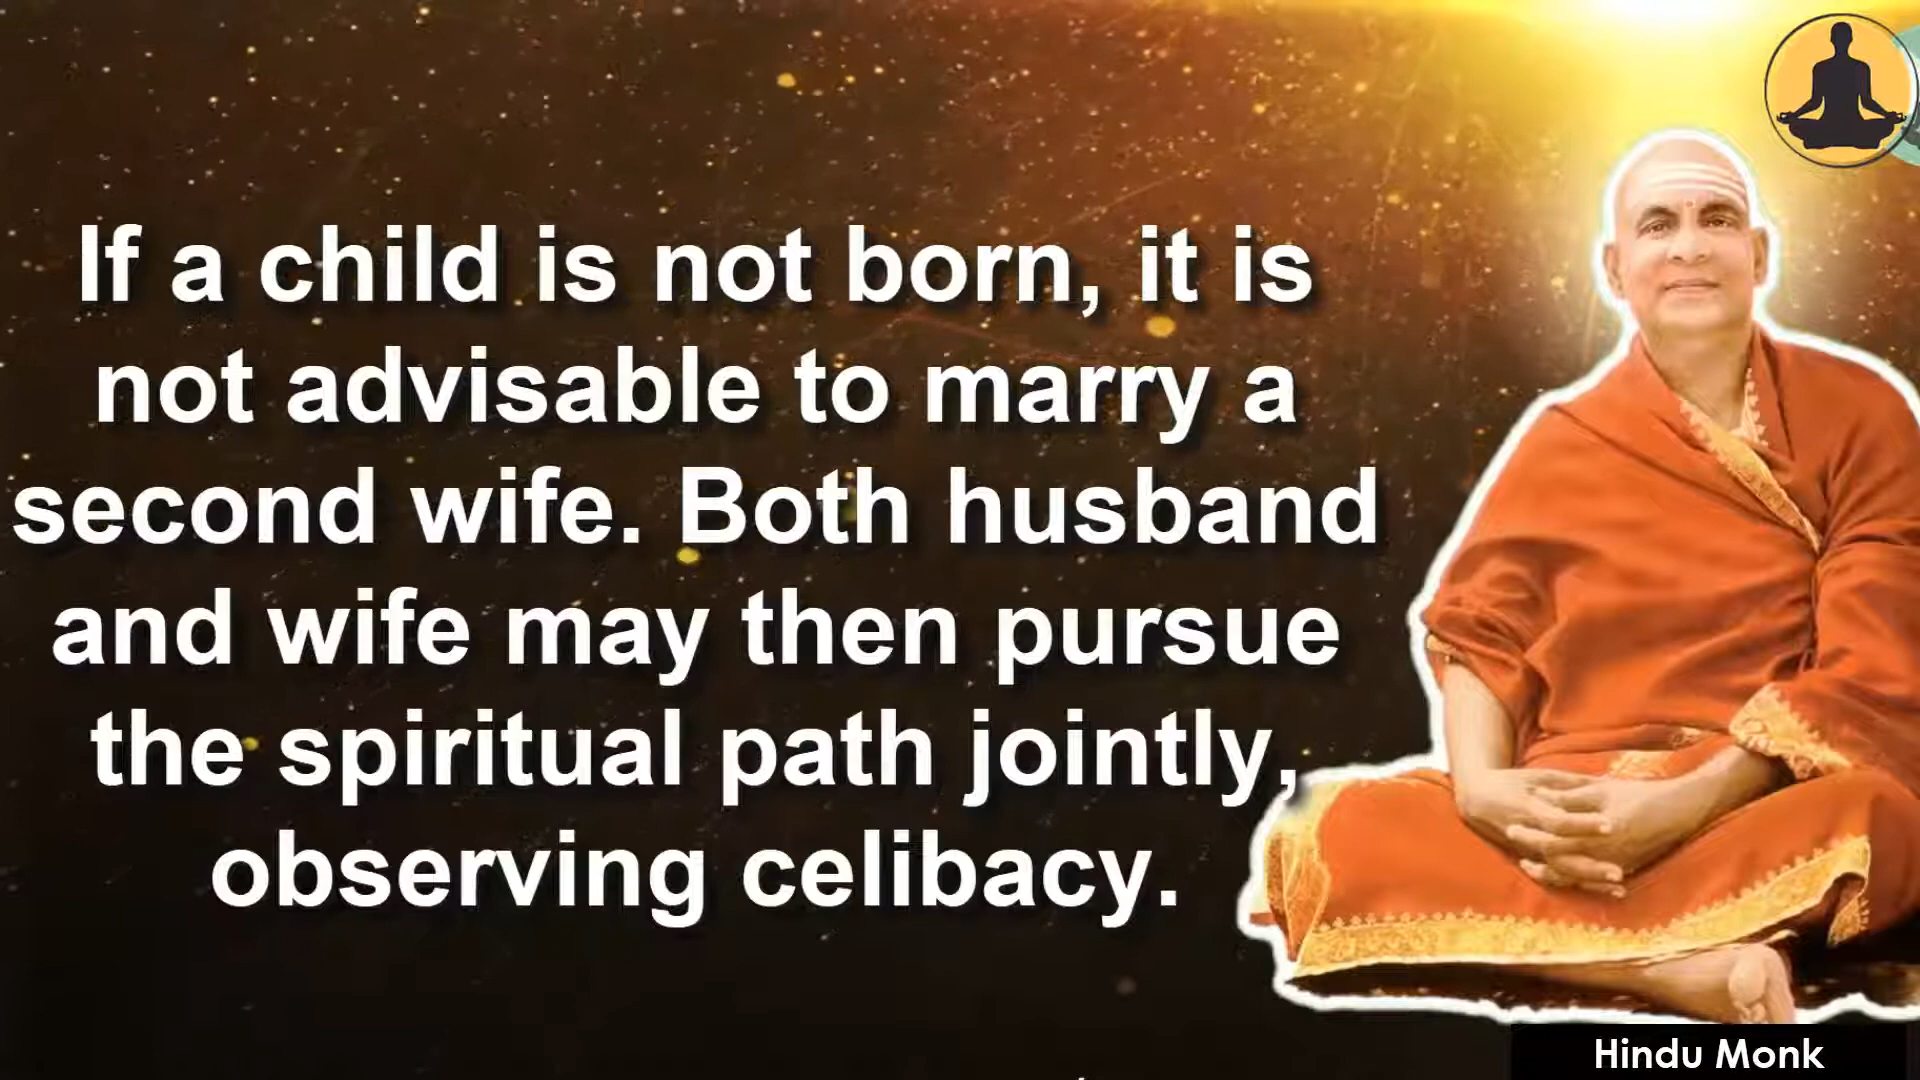 If a child is not born, it is
not advisable to marry a
second wife. Both husband
and wife may then pursue
the spiritual path jointly,
observing celibacy.
Hindu Monk